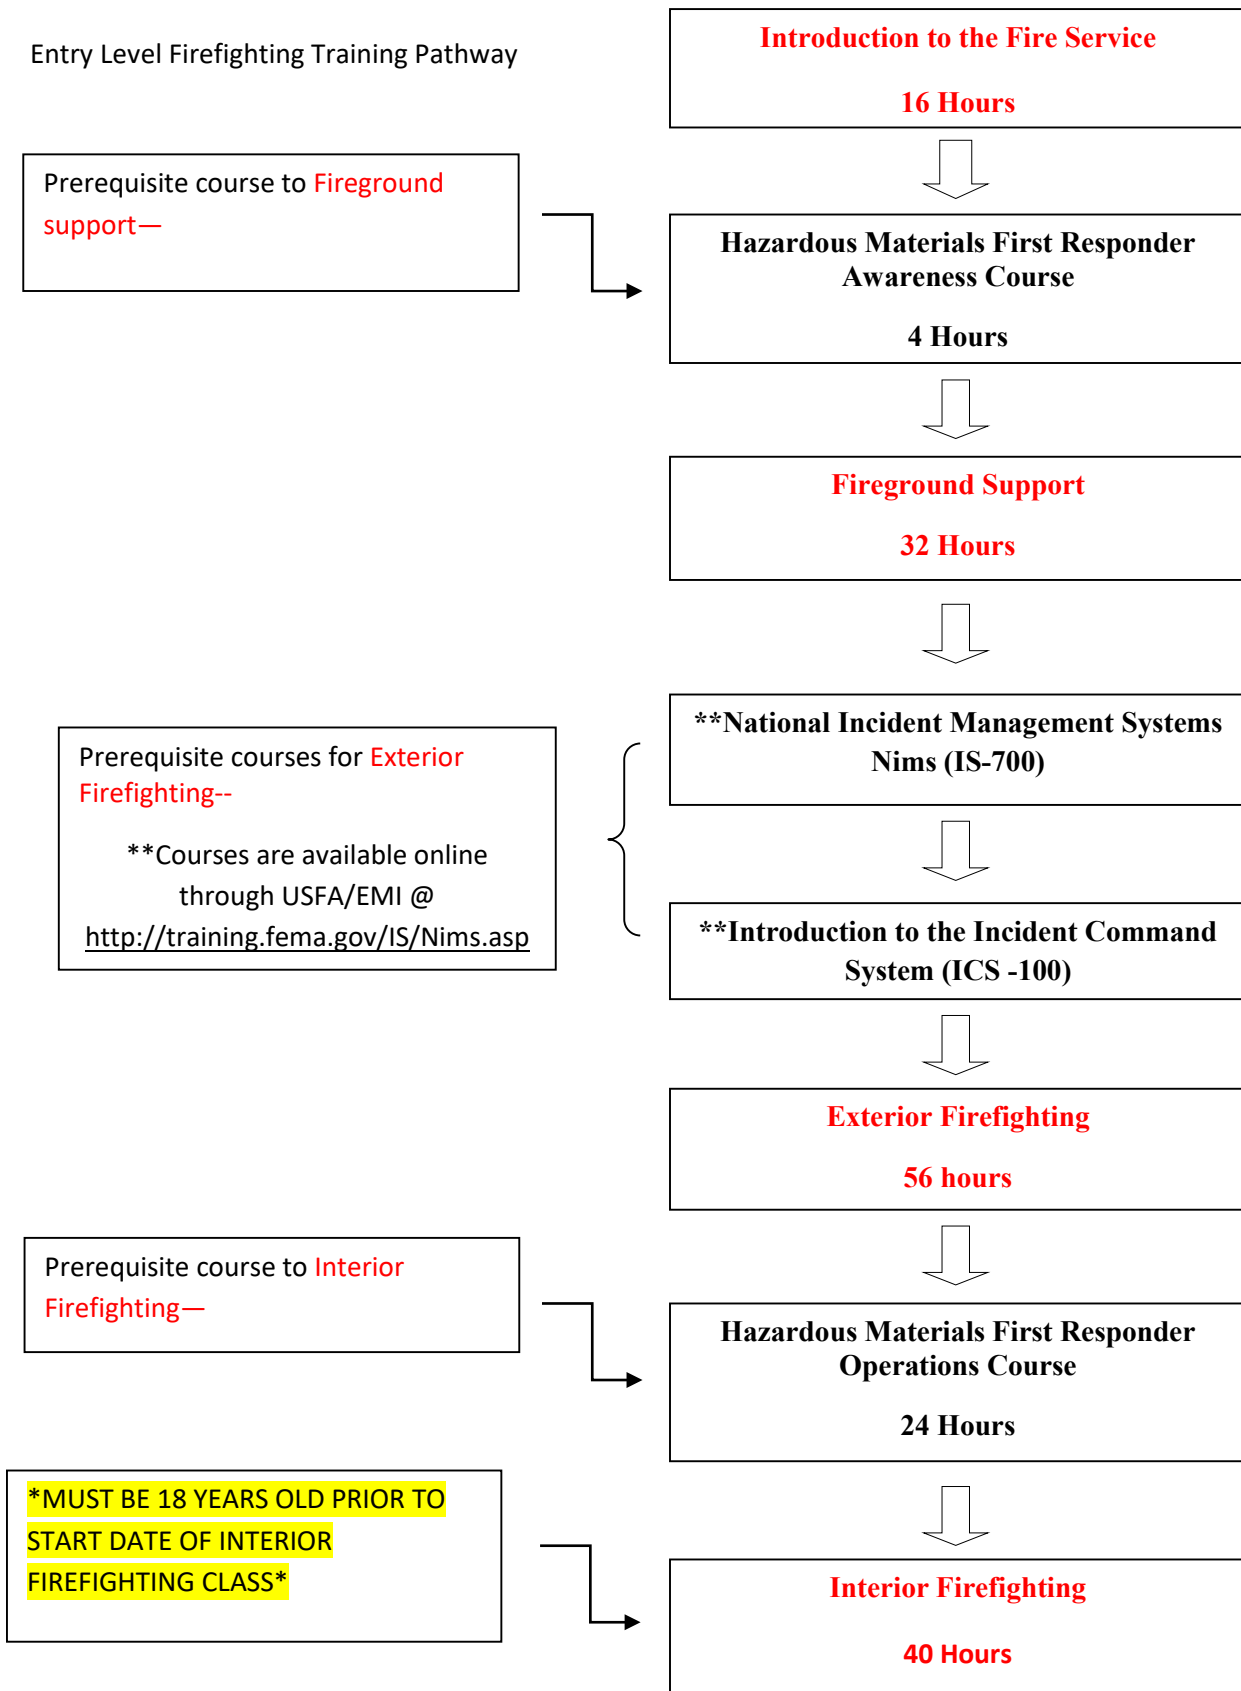 Entry Level Firefighting Training Pathway
Introduction to the Fire Service
16 Hours
Prerequisite course to Fireground
support—
Hazardous Materials First Responder
Awareness Course
4 Hours
Fireground Support
32 Hours
**National Incident Management Systems
Nims (IS-700)
Prerequisite courses for Exterior
Firefighting--
**Courses are available online
through USFA/EMI @
http://training.fema.gov/IS/Nims.asp
**Introduction to the Incident Command
System (ICS -100)
Exterior Firefighting
56 hours
Prerequisite course to Interior
Firefighting—
Hazardous Materials First Responder
Operations Course
24 Hours
*MUST BE 18 YEARS OLD PRIOR TO
START DATE OF INTERIOR
FIREFIGHTING CLASS*
Interior Firefighting
40 Hours